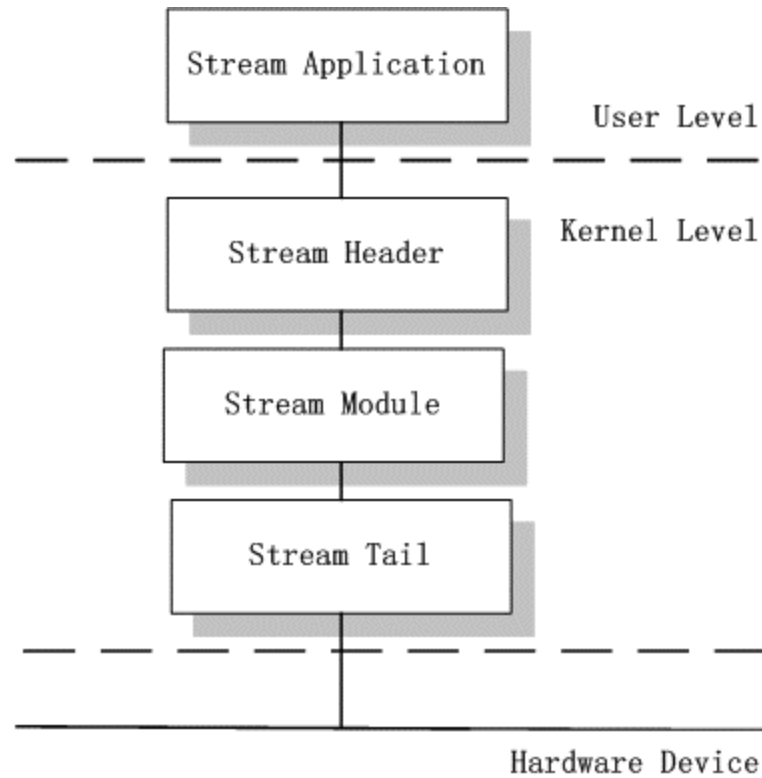 Stream Application
User Level
Stream Header
Kernel Level
Stream Module
Stream Tail
Hardware Device